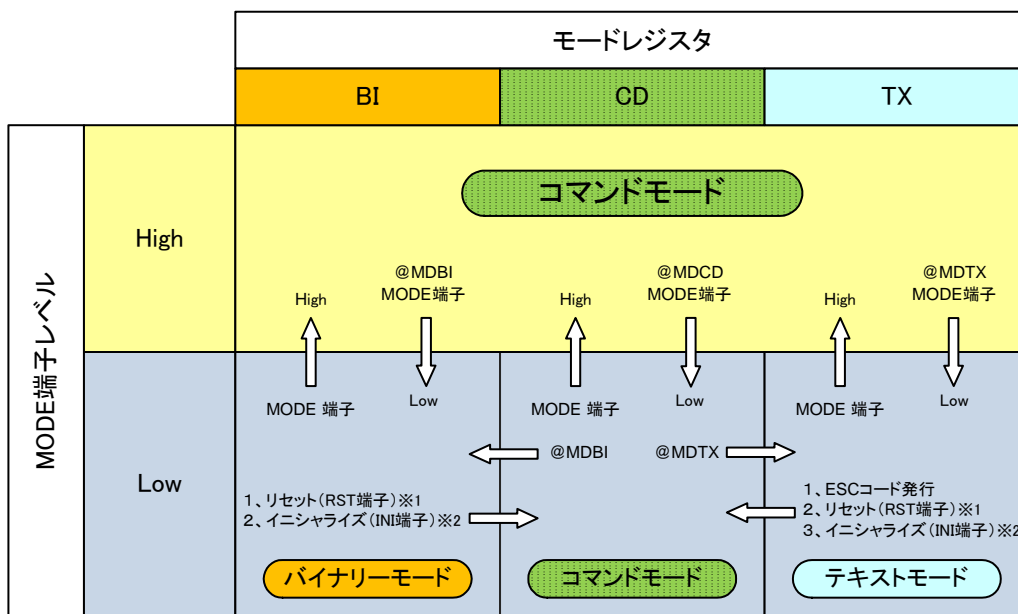 モードレジスタ
BI
CD
TX
MODE端子レベル
High
コマンドモード
High
@MDBI
MODE端子
High
@MDCD
MODE端子
High
@MDTX
MODE端子
Low
MODE 端子
Low
MODE 端子
Low
MODE 端子
Low
@MDBI
@MDTX
1、リセット(RST端子)※1
2、イニシャライズ(INI端子)※2
1、ESCコード発行
2、リセット(RST端子)※1
3、イニシャライズ(INI端子)※2
バイナリーモード
コマンドモード
テキストモード